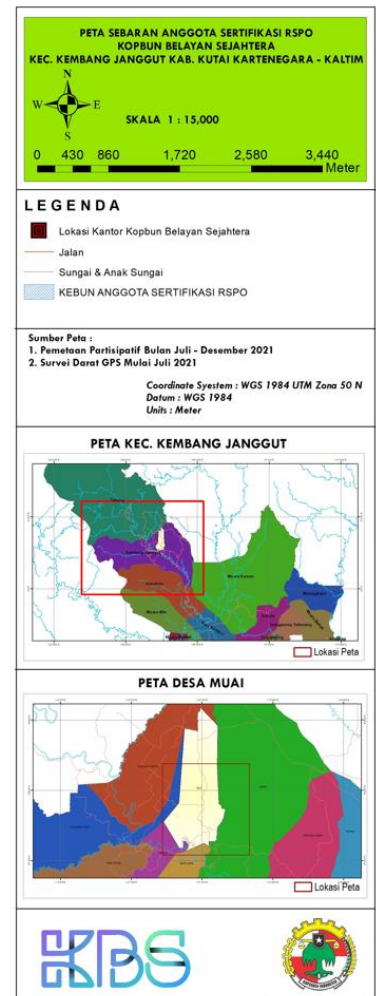 PETA SEBARAN ANGGOTA SERTIFIKASI RSPO
KOPBUN BELAYAN SEJAHTERA
KEC. KEMBANG JANGGUT KAB. KUTAI KARTENEGARA - KALTIM
N
W E
S
SKALA 1 : 15,000
0 430 860 1,720 2,580 3,440
Meter
LEGENDA
Lokasi Kantor Kopbun Belayan Sejahtera
Jalan
Sungai & Anak Sungai
KEBUN ANGGOTA SERTIFIKASI RSPO
Sumber Peta :
1. Pemetaan Partisipatif Bulan Juli - Desember 2021
2. Survei Darat GPS Mulai Juli 2021
Coordinate Syestem : WGS 1984 UTM Zona 50 N
Datum : WGS 1984
Units : Meter
PETA KEC. KEMBANG JANGGUT
Muara Kaman
Lokasi Peta
PETA DESA MUAI
Lokasi Peta
KBS